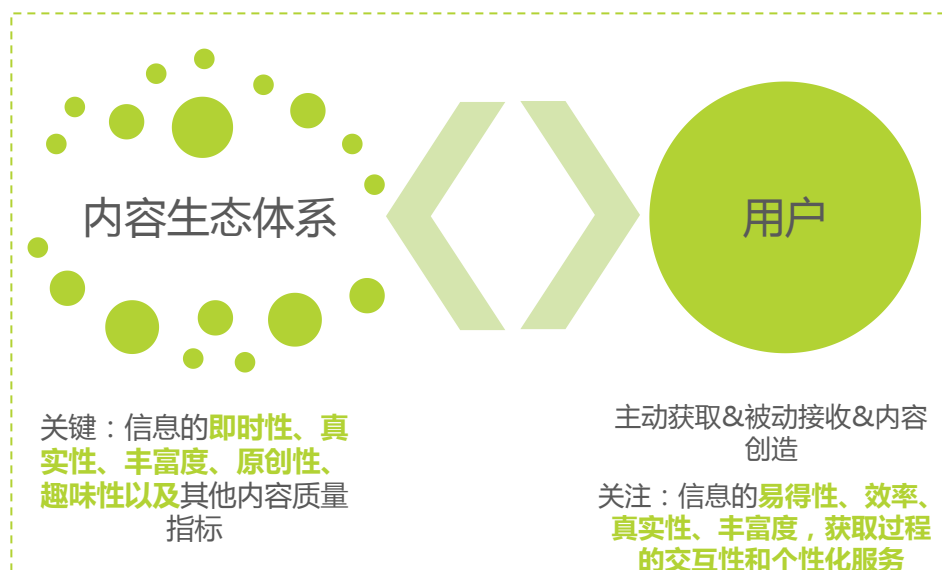 内容生态体系
用户
关键：信息的即时性、真
实性、丰富度、原创性、
趣味性以及其他内容质量
指标
主动获取&被动接收&内容
创造
关注：信息的易得性、效率、
真实性、丰富度，获取过程
的交互性和个性化服务